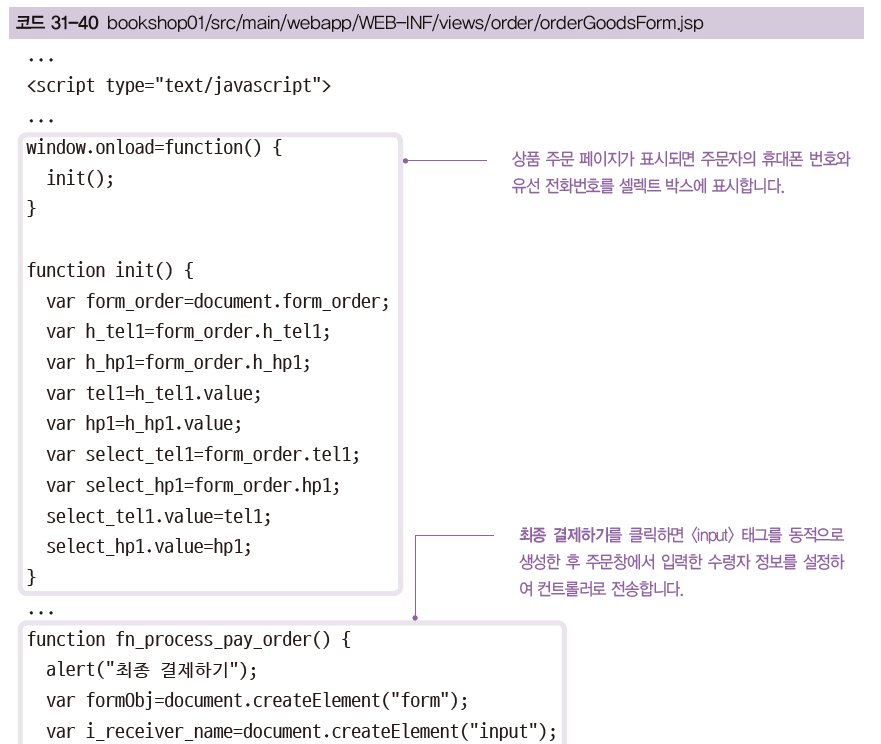 코드 31-40 bookshop01/src/main/webapp/WEB-INF/views/order/orderGoodsForm.jsp
...
<script type="text/javascript">
...
window.onload=function() {
  init();
}
상품 주문 페이지가 표시되면 주문자의 휴대폰 번호와
유선 전화번호를 셀렉트 박스에 표시합니다.
function init() {
  var form_order=document.form_order;
  var h_tel1=form_order.h_tel1;
  var h_hp1=form_order.h_hp1;
  var tel1=h_tel1.value;
  var hp1=h_hp1.value;
  var select_tel1=form_order.tel1;
  var select_hp1=form_order.hp1;
  select_tel1.value=tel1;
  select_hp1.value=hp1;
}
...
최종 결제하기를 클릭하면 <input> 태그를 동적으로
생성한 후 주문창에서 입력한 수령자 정보를 설정하
여 컨트롤러로 전송합니다.
function fn_process_pay_order() {
  alert("최종 결제하기");
  var formObj=document.createElement("form");
  var i_receiver_name=document.createElement("input");